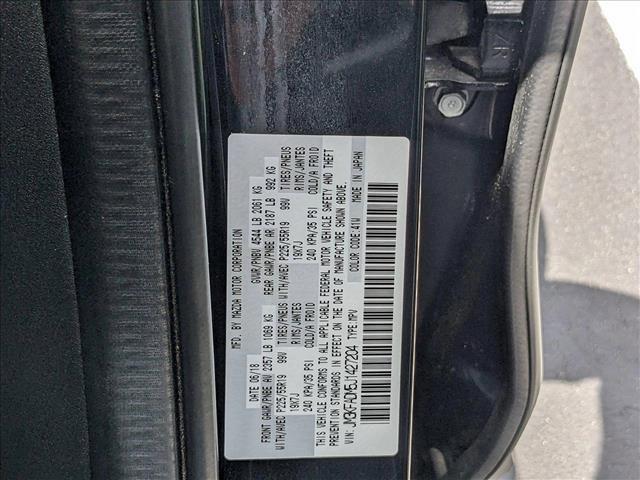 MFD. BY MAZDA MOTOR CORPORATION
DATE 06/18 GVWR/PNBV 4544 LB 2061 KG
FRONT GAWR/PNBE AV 2357 LB 1069 KG REAR GAWR/PNBE AR 2187 LB 992 KG
WITH/AVEC P225/55R19 99V TIRES/PNEUS WITH/AVEC P225/55R19 99V TIRES/PNEUS
19X7J RIMS/JANTES 19X7J RIMS/JANTES
240 KPA/35 PSI COLD/A FROID 240 KPA/35 PSI COLD/A FROID
THIS VEHICLE CONFORMS TO ALL APPLICABLE FEDERAL MOTOR VEHICLE SAFETY AND THEFT
PREVENTION STANDARDS IN EFFECT ON THE DATE OF MANUFACTURE SHOWN ABOVE.
COLOR CODE:41W MADE IN JAPAN
VIN: JM3KFADM5J1427204 TYPE:MPV